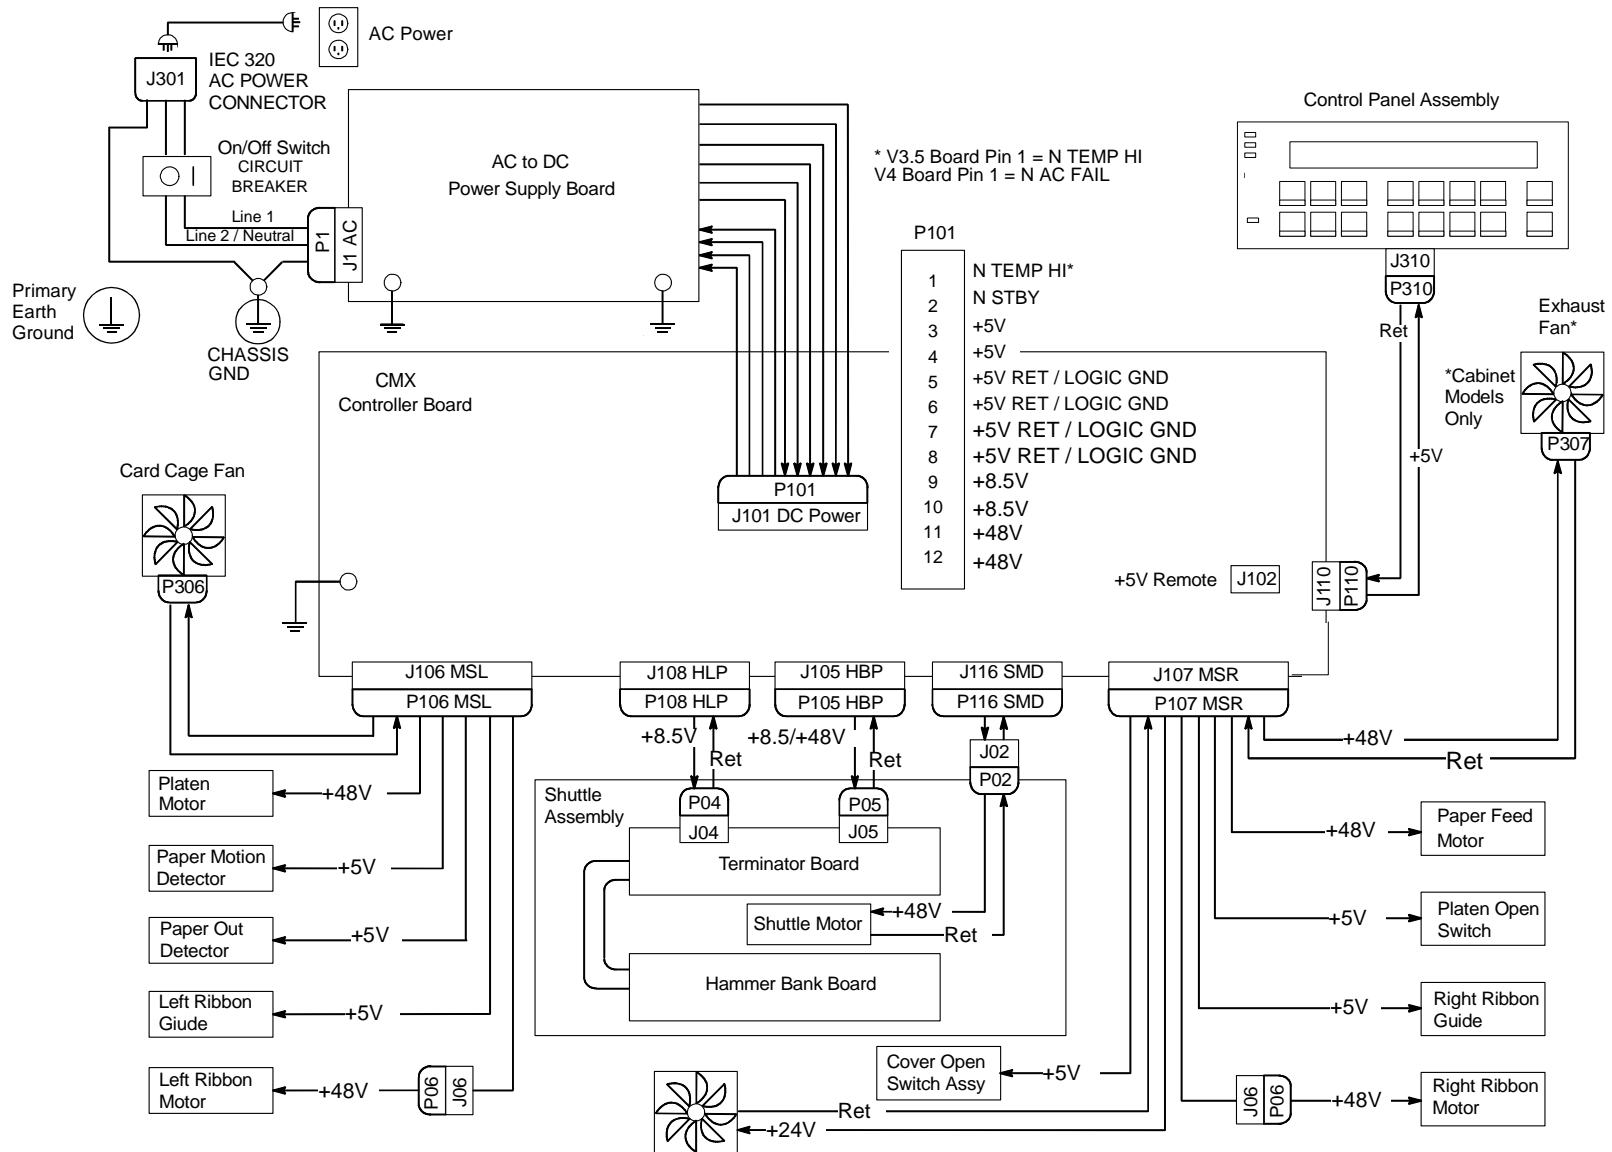 AC Power
IEC 320
AC POWER
CONNECTOR
J301
On/Off Switch
CIRCUIT
BREAKER
Line 1
Line 2 / Neutral
P1
J1 AC
AC to DC
Power Supply Board
Primary
Earth
Ground
CHASSIS
GND
* V3.5 Board Pin 1 = N TEMP HI
V4 Board Pin 1 = N AC FAIL
P101
1 N TEMP HI*
2 N STBY
3 +5V
4 +5V
5 +5V RET / LOGIC GND
6 +5V RET / LOGIC GND
7 +5V RET / LOGIC GND
8 +5V RET / LOGIC GND
9 +8.5V
10 +8.5V
11 +48V
12 +48V
Control Panel Assembly
J310
P310
Ret
+5V
Exhaust
Fan*
*Cabinet
Models
Only
P307
CMX
Controller Board
P101
J101 DC Power
+5V Remote
J102
J110
P110
Card Cage Fan
P306
J106 MSL
P106 MSL
J108 HLP
P108 HLP
J105 HBP
P105 HBP
J116 SMD
P116 SMD
J107 MSR
P107 MSR
+8.5V
Ret
+8.5/+48V
Ret
J02
P02
+48V
Ret
Platen
Motor
+48V
Paper Motion
Detector
+5V
Paper Out
Detector
+5V
Left Ribbon
Giude
+5V
Left Ribbon
Motor
+48V
P06
J06
Shuttle
Assembly
P04
J04
P05
J05
Terminator Board
Shuttle Motor
+48V
Ret
Hammer Bank Board
Cover Open
Switch Assy
+5V
Ret
+24V
+48V
Paper Feed
Motor
+5V
Platen Open
Switch
+5V
Right Ribbon
Guide
J06
P06
+48V
Right Ribbon
Motor